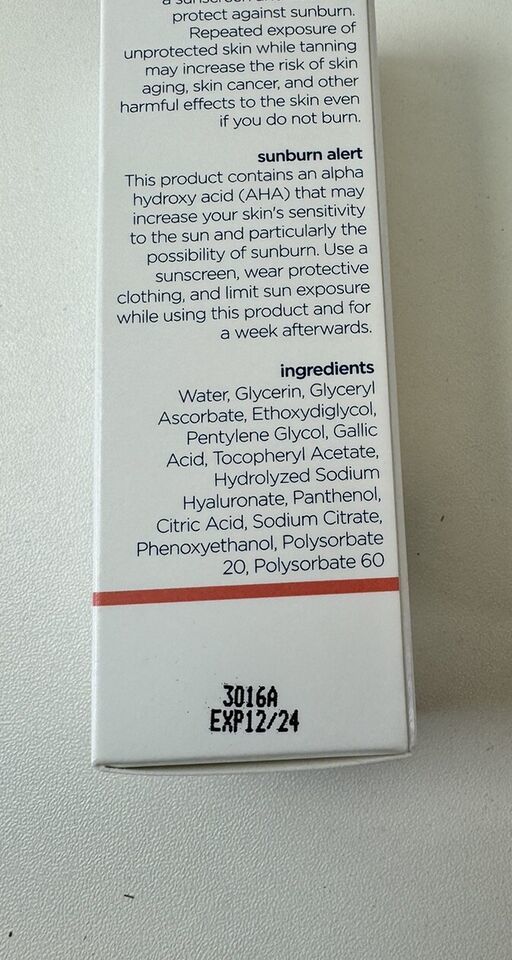 a sunscreen
protect against sunburn.
Repeated exposure of
unprotected skin while tanning
may increase the risk of skin
aging, skin cancer, and other
harmful effects to the skin even
if you do not burn.
sunburn alert
This product contains an alpha
hydroxy acid (AHA) that may
increase your skin's sensitivity
to the sun and particularly the
possibility of sunburn. Use a
sunscreen, wear protective
clothing, and limit sun exposure
while using this product and for
a week afterwards.
ingredients
Water, Glycerin, Glyceryl
Ascorbate, Ethoxydiglycol,
Pentylene Glycol, Gallic
Acid, Tocopheryl Acetate,
Hydrolyzed Sodium
Hyaluronate, Panthenol,
Citric Acid, Sodium Citrate,
Phenoxyethanol, Polysorbate
20, Polysorbate 60
3016A
EXP12/24